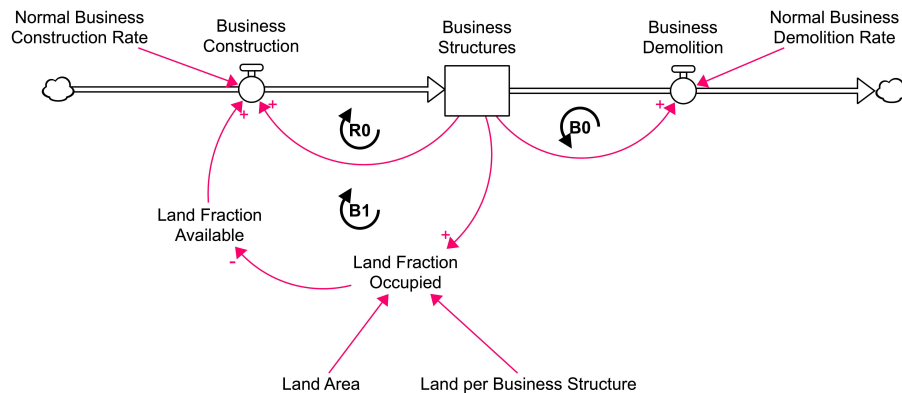 Normal Business
Construction Rate
Business
Construction
Business
Structures
Business
Demolition
Normal Business
Demolition Rate
+
+
R0
B0
+
B1
Land Fraction
Available
+
-
Land Fraction
Occupied
Land Area
Land per Business Structure